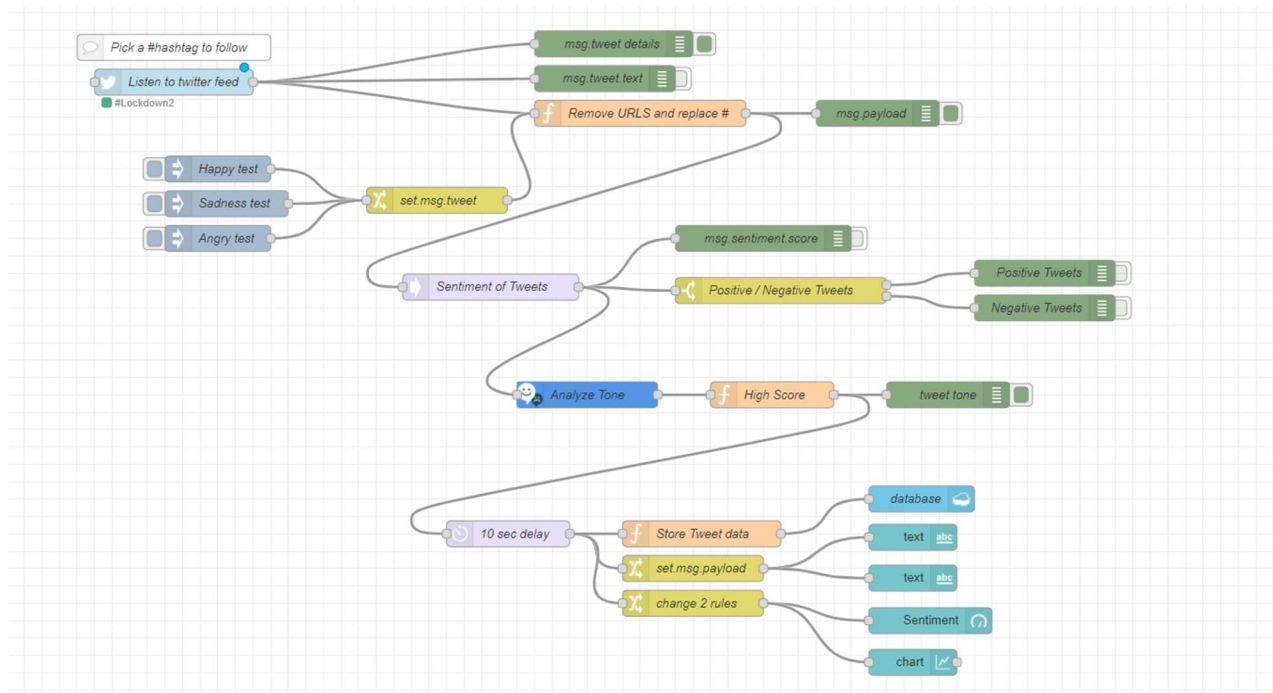 Pick a #hashtag to follow
Listen to twitter feed
#Lockdown2
msg.tweet details
msg.tweet.text
Remove URLS and replace #
msg.payload
Happy test
Sadness test
Angry test
set.msg.tweet
msg.sentiment.score
Sentiment of Tweets
Positive / Negative Tweets
Positive Tweets
Negative Tweets
Analyze Tone
High Score
tweet tone
10 sec delay
Store Tweet data
set.msg.payload
change 2 rules
database
text abc
text abc
Sentiment
chart